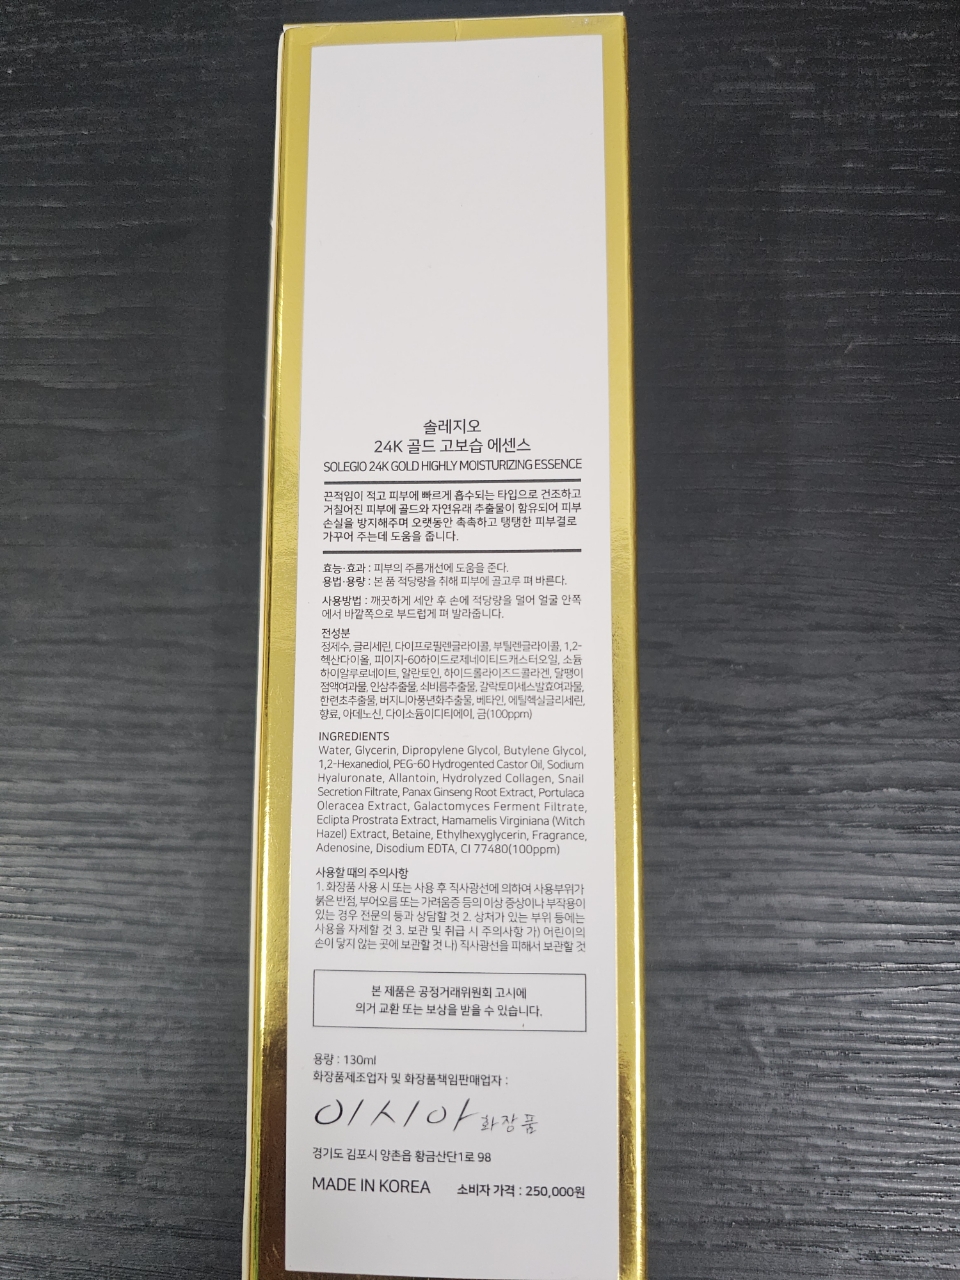 솔레지오
24K 골드 고보습 에센스
SOLEGIO 24K GOLD HIGHLY MOISTURIZING ESSENCE
끈적임이 적고 피부에 빠르게 흡수되는 타입으로 건조하고
거칠어진 피부에 골드와 자연유래 추출물이 함유되어 피부
손실을 방지해주며 오랫동안 촉촉하고 탱탱한 피부결로
가꾸어 주는데 도움을 줍니다.
효능·효과 : 피부의 주름개선에 도움을 준다.
용법·용량 : 본 품 적당량을 취해 피부에 골고루 펴 바른다.
사용방법 : 깨끗하게 세안 후 손에 적당량을 덜어 얼굴 안쪽
에서 바깥쪽으로 부드럽게 펴 발라줍니다.
전성분
정제수, 글리세린, 다이프로필렌글라이콜, 부틸렌글라이콜, 1,2-
헥산다이올, 피이지-60하이드로제네이티드캐스터오일, 소듐
하이알루로네이트, 알란토인, 하이드롤라이즈드콜라겐, 달팽이
점액여과물, 인삼추출물, 쇠비름추출물, 갈락토미세스발효여과물,
한련초추출물, 버지니아풍년화추출물, 베타인, 에틸헥실글리세린,
향료, 아데노신, 다이소듐이디티에이, 금(100ppm)
INGREDIENTS
Water, Glycerin, Dipropylene Glycol, Butylene Glycol,
1,2-Hexanediol, PEG-60 Hydrogented Castor Oil, Sodium
Hyaluronate, Allantoin, Hydrolyzed Collagen, Snail
Secretion Filtrate, Panax Ginseng Root Extract, Portulaca
Oleracea Extract, Galactomyces Ferment Filtrate,
Eclipta Prostrata Extract, Hamamelis Virginiana (Witch
Hazel) Extract, Betaine, Ethylhexyglycerin, Fragrance,
Adenosine, Disodium EDTA, CI 77480(100ppm)
사용할 때의 주의사항
1. 화장품 사용 시 또는 사용 후 직사광선에 의하여 사용부위가
붉은 반점, 부어오름 또는 가려움증 등의 이상 증상이나 부작용이
있는 경우 전문의 등과 상담할 것 2. 상처가 있는 부위 등에는
사용을 자제할 것 3. 보관 및 취급 시 주의사항 가) 어린이의
손이 닿지 않는 곳에 보관할 것 나) 직사광선을 피해서 보관할 것
본 제품은 공정거래위원회 고시에
의거 교환 또는 보상을 받을 수 있습니다.
용량 : 130ml
화장품제조업자 및 화장품책임판매업자 :
이시아 화장품
경기도 김포시 양촌읍 황금산단1로 98
MADE IN KOREA 소비자 가격 : 250,000원